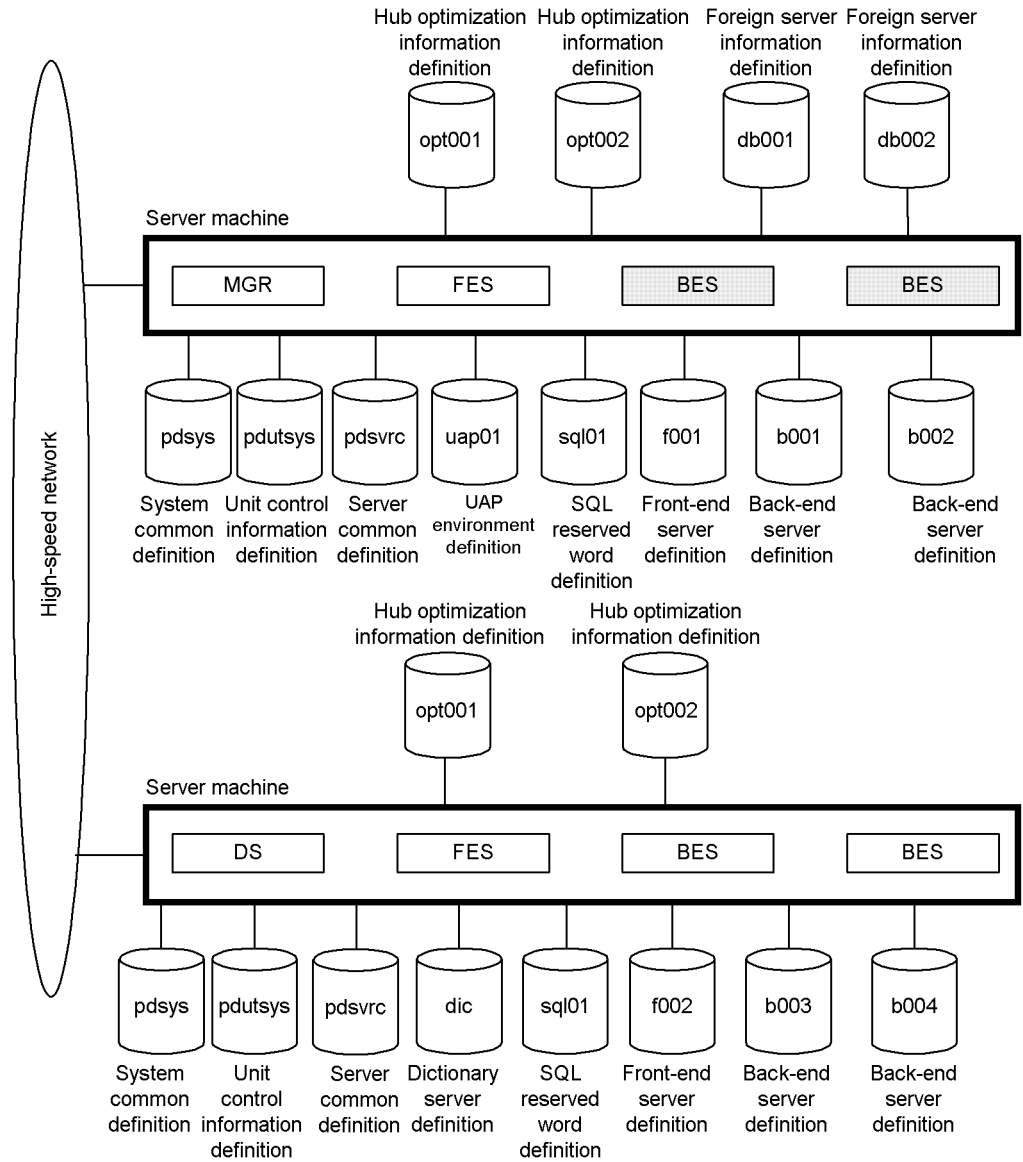 Hub optimization
information
definition
Hub optimization
information
definition
Foreign server
information
definition
Foreign server
information
definition
opt001
opt002
db001
db002
Server machine
MGR
FES
BES
BES
pdsys
pdutsys
pdsvrc
uap01
sql01
f001
b001
b002
System
common
definition
Unit control
information
definition
Server
common
definition
UAP
environment
definition
SQL
reserved
word
definition
Front-end
server
definition
Back-end
server
definition
Back-end
server
definition
High-speed network
Hub optimization
information definition
Hub optimization
information definition
opt001
opt002
Server machine
DS
FES
BES
BES
pdsys
pdutsys
pdsvrc
dic
sql01
f002
b003
b004
System
common
definition
Unit
control
information
definition
Server
common
definition
Dictionary
server
definition
SQL
reserved
word
definition
Front-end
server
definition
Back-end
server
definition
Back-end
server
definition